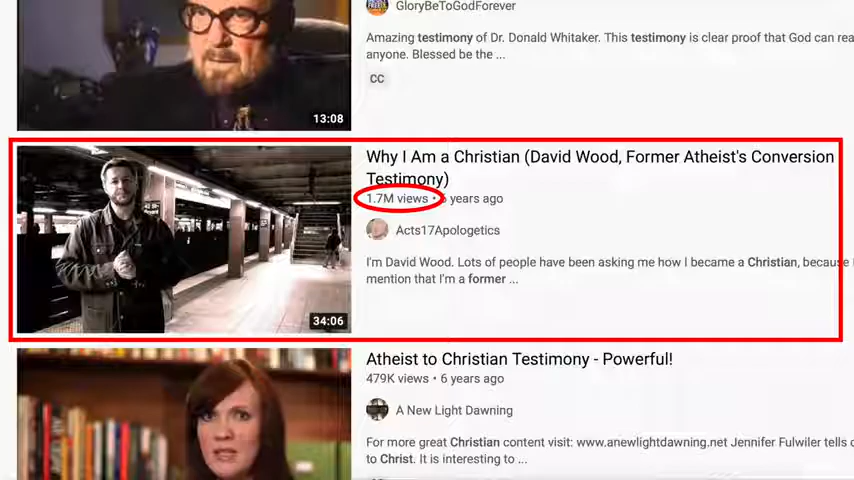 GloryBeToGodForever
Amazing testimony of Dr. Donald Whitaker. This testimony is clear proof that God can
anyone. Blessed be the ...
CC
13:08
Why I Am a Christian (David Wood, Former Atheist's Conversion
Testimony)
1.7M views • years ago
Acts17Apologetics
I'm David Wood. Lots of people have been asking me how I became a Christian, because I
mention that I'm a former ...
34:06
Atheist to Christian Testimony - Powerful!
479K views • 6 years ago
A New Light Dawning
For more great Christian content visit: www.anewlightdawning.net Jennifer Fulwiler tells
to Christ. It is interesting to ...